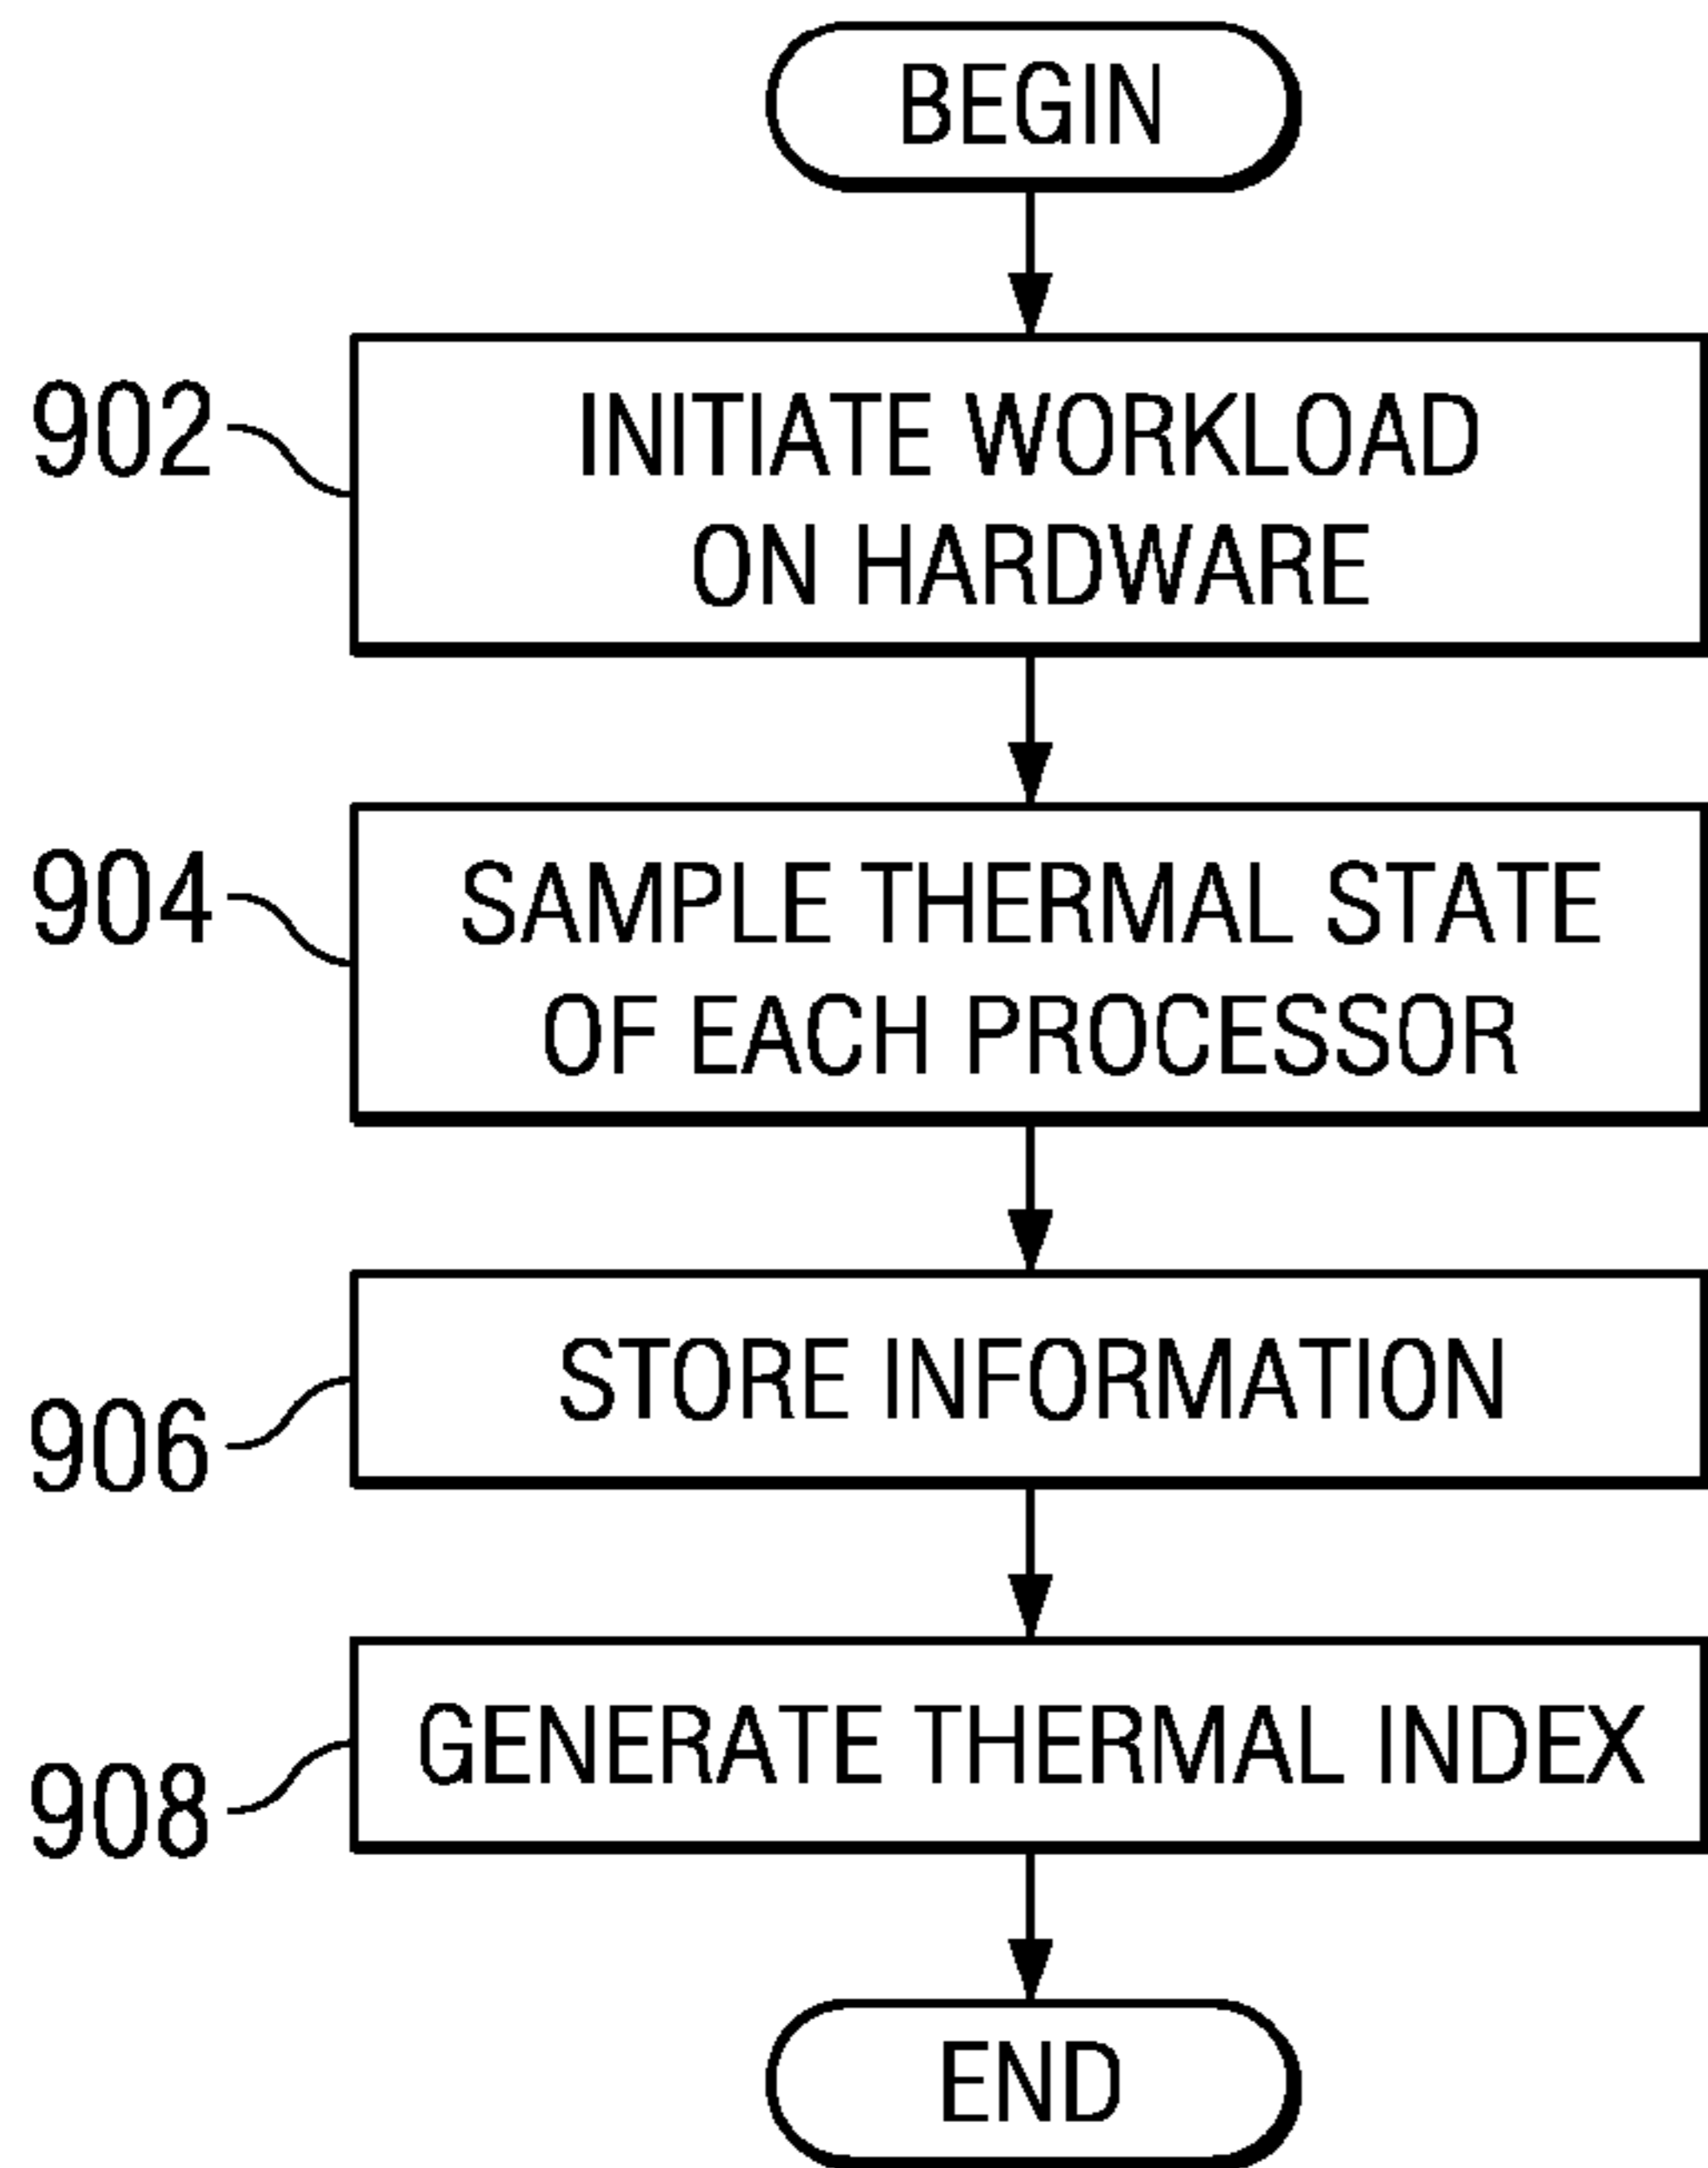 BEGIN
902
INITIATE WORKLOAD
ON HARDWARE
904
SAMPLE THERMAL STATE
OF EACH PROCESSOR
906
STORE INFORMATION
908
GENERATE THERMAL INDEX
END